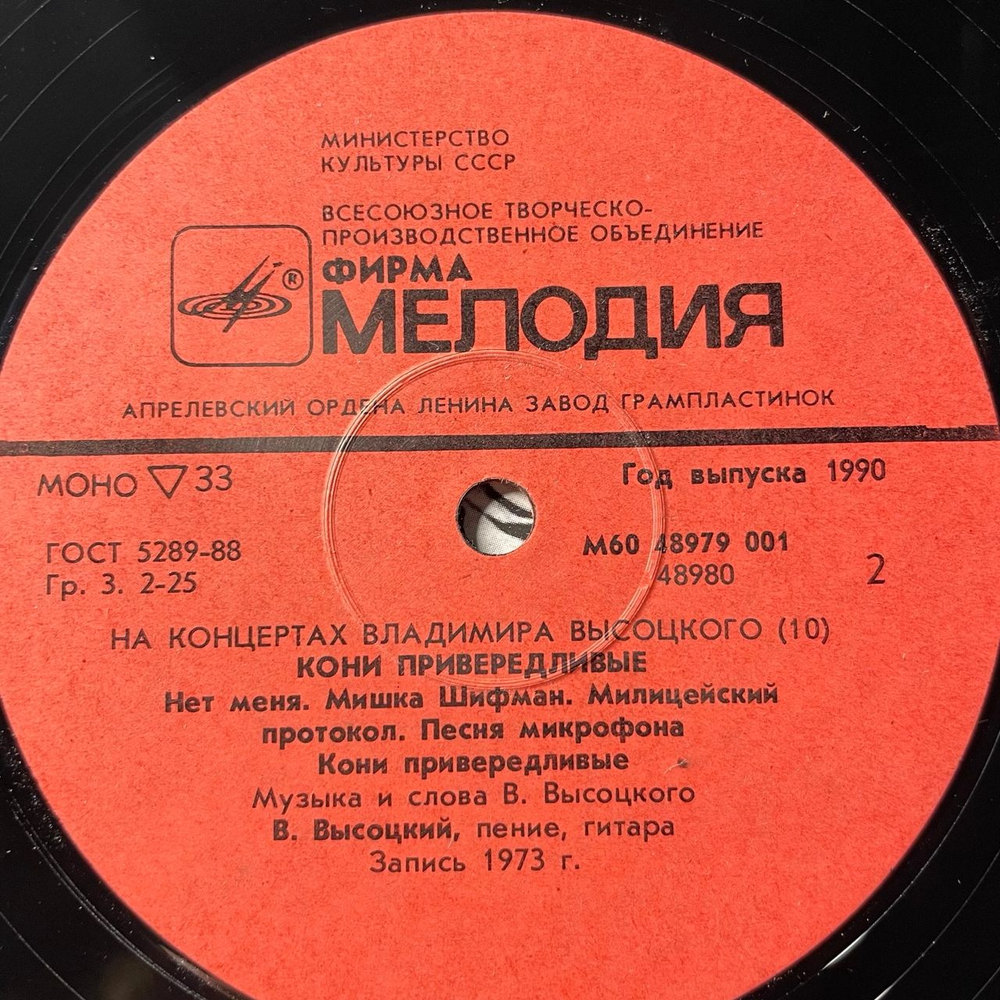 МИНИСТЕРСТВО
КУЛЬТУРЫ СССР
ВСЕСОЮЗНОЕ ТВОРЧЕСКО-
ПРОИЗВОДСТВЕННОЕ ОБЪЕДИНЕНИЕ
®
ФИРМА
МЕЛОДИЯ
АПРЕЛЕВСКИЙ ОРДЕНА ЛЕНИНА ЗАВОД ГРАМПЛАСТИНОК
МОНО ▽ 33
Год выпуска 1990
ГОСТ 5289-88
Гр. 3. 2-25
М60 48979 001
48980
2
НА КОНЦЕРТАХ ВЛАДИМИРА ВЫСОЦКОГО (10)
КОНИ ПРИВЕРЕДЛИВЫЕ
Нет меня. Мишка Шифман. Милицейский
протокол. Песня микрофона
Кони привередливые
Музыка и слова В. Высоцкого
В. Высоцкий, пение, гитара
Запись 1973 г.